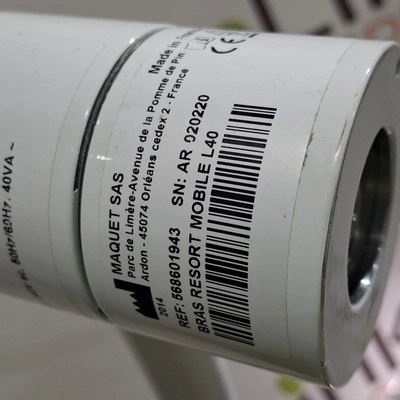 Made in France
MAQUET SAS
Parc de Limère-Avenue de la Pomme de Pin
Ardon - 45074 Orléans cedex 2 - France
2014
REF: 568601943 SN: AR 020220
BRAS RESORT MOBILE L40
50Hz/60Hz. 40VA ~